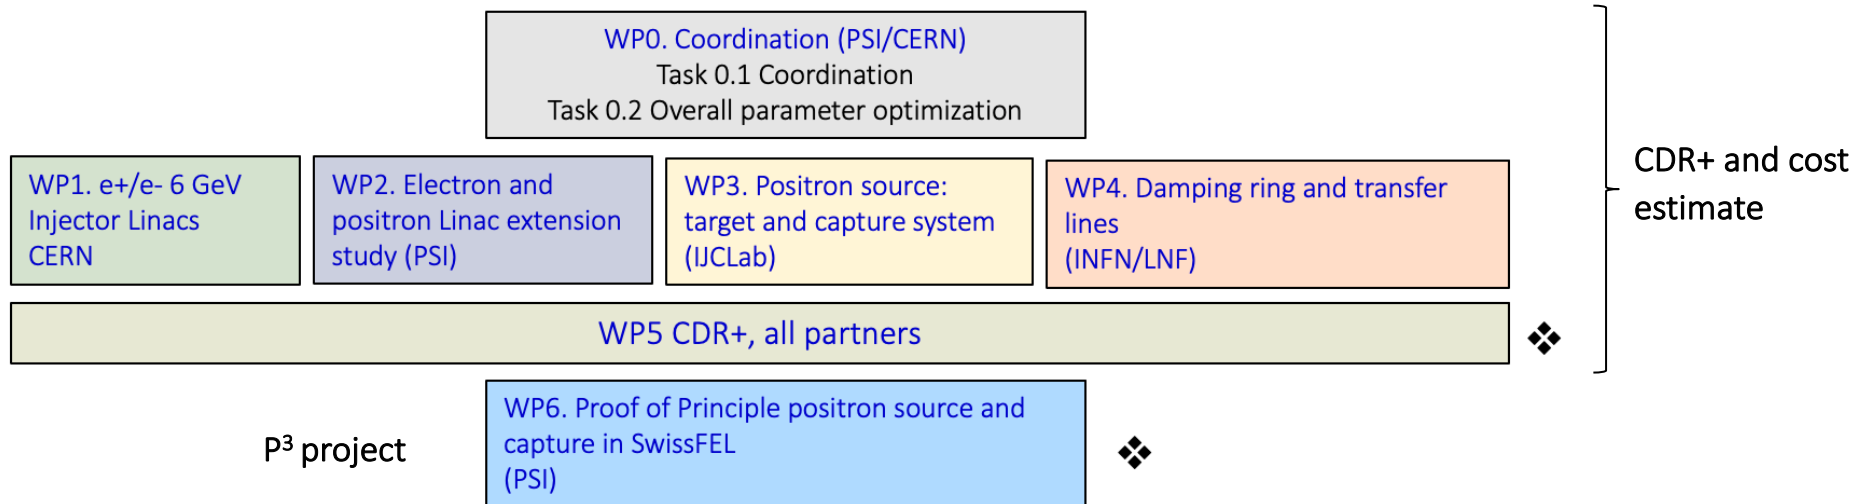 WP0. Coordination (PSI/CERN)
Task 0.1 Coordination
Task 0.2 Overall parameter optimization
WP1. e+/e- 6 GeV
Injector Linacs
CERN
WP2. Electron and
positron Linac extension
study (PSI)
WP3. Positron source:
target and capture system
(IJCLab)
WP4. Damping ring and transfer
lines
(INFN/LNF)
CDR+ and cost
estimate
WP5 CDR+, all partners
WP6. Proof of Principle positron source and
capture in SwissFEL
(PSI)
P³ project